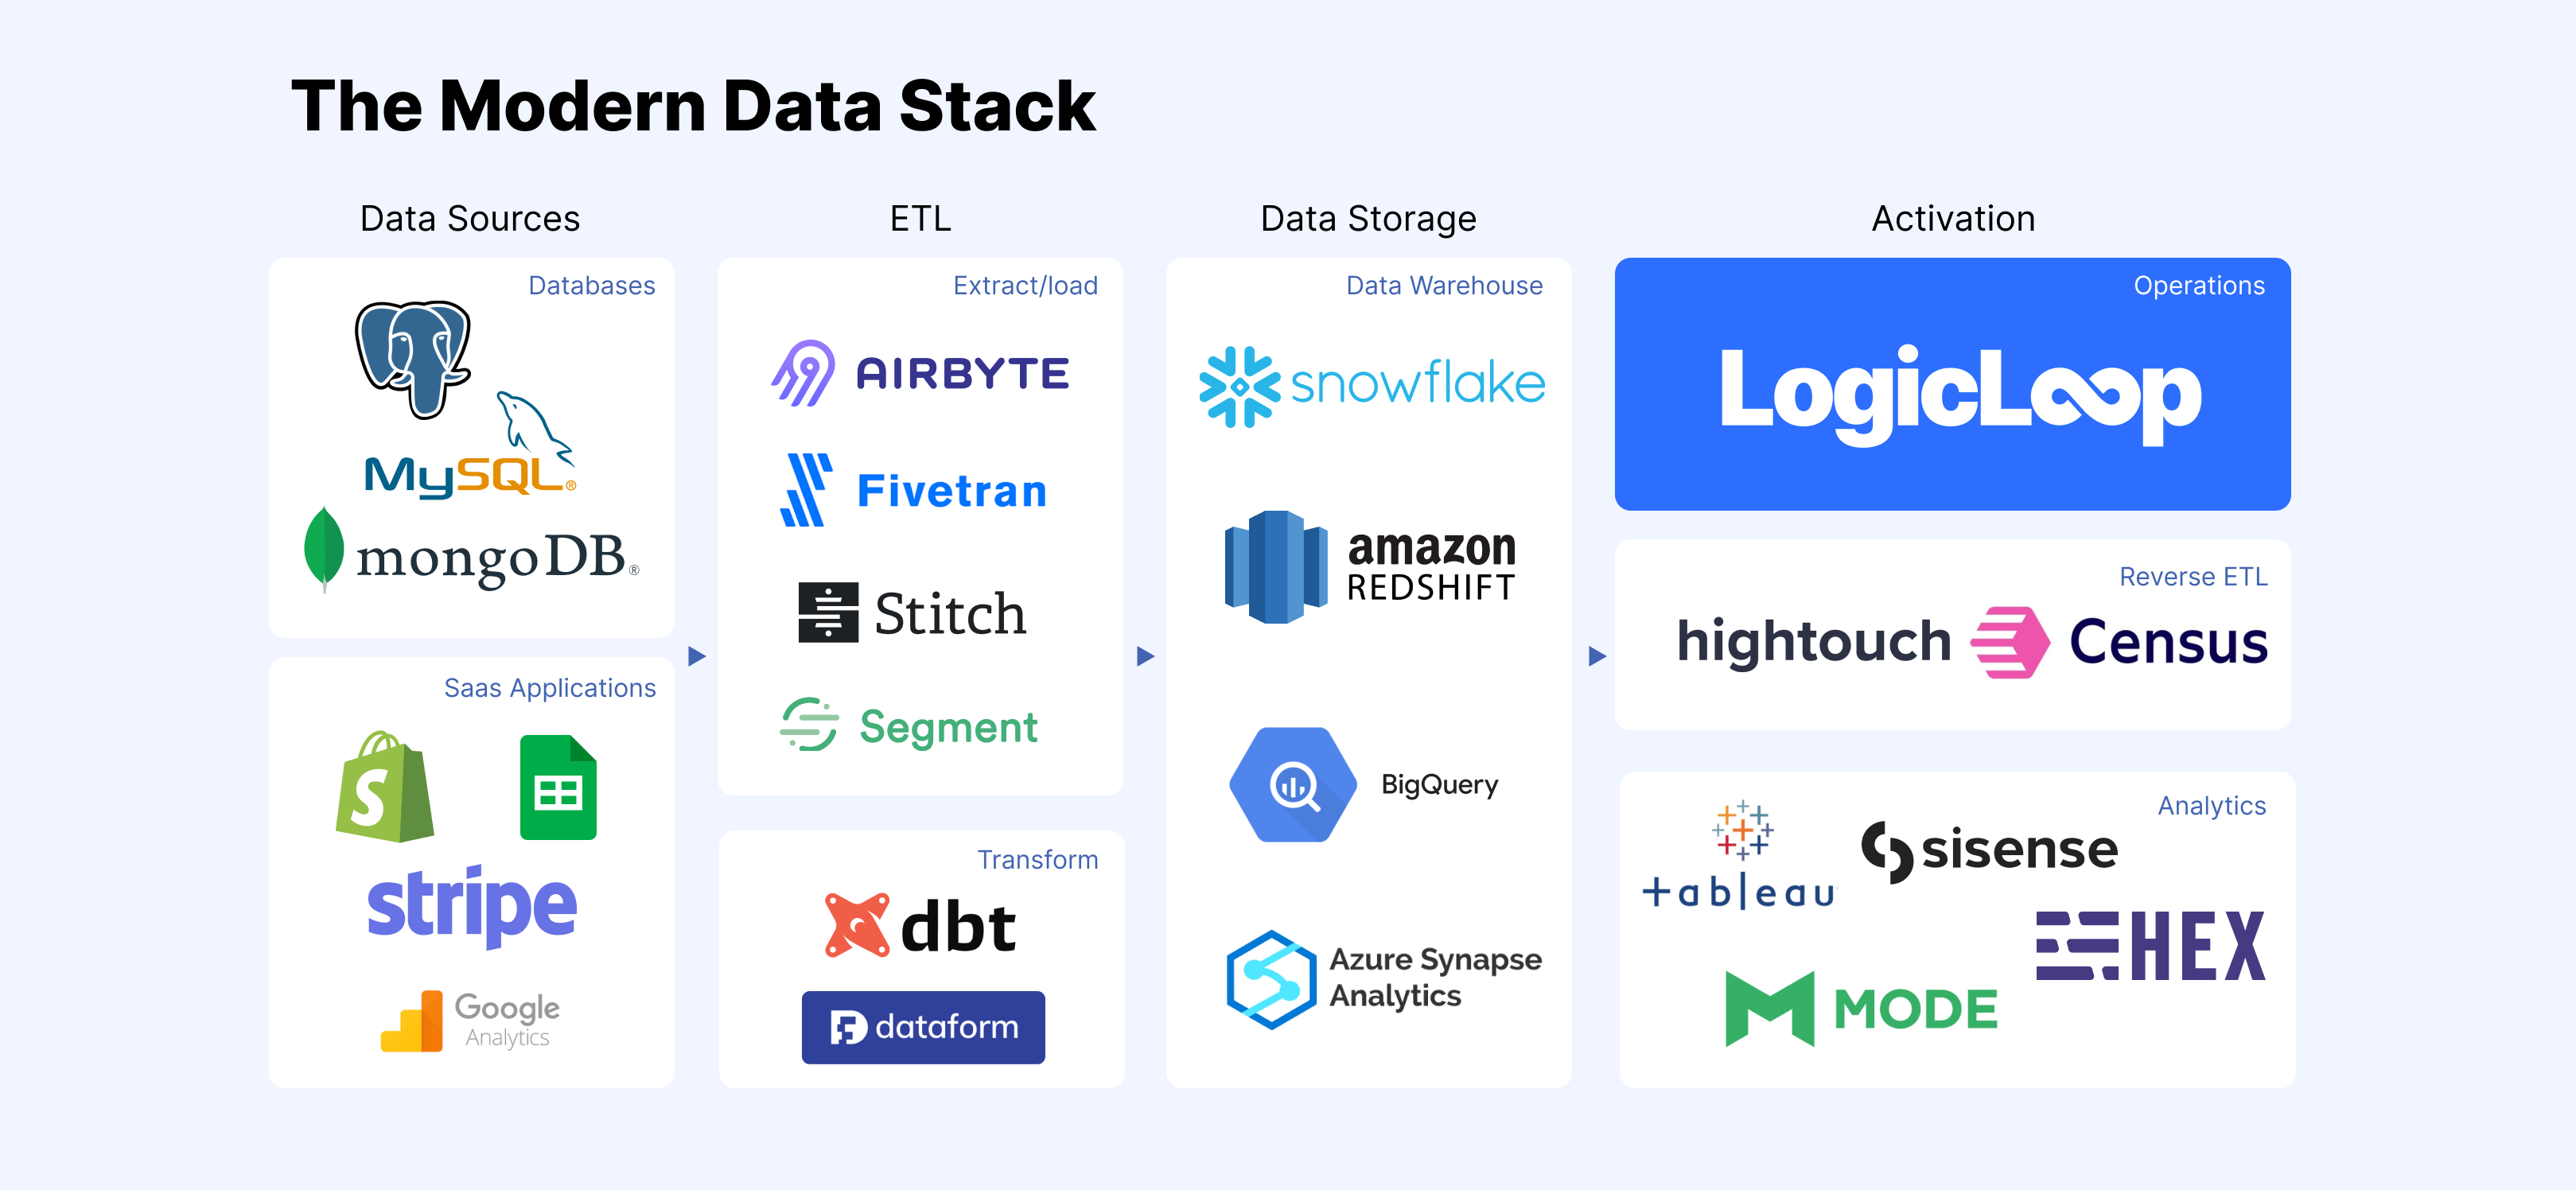 The Modern Data Stack
Data Sources
Databases
MySQL®
mongoDB®
Saas Applications
S
stripe
Google
Analytics
ETL
Extract/load
AIRBYTE
Fivetran
Stitch
Segment
Transform
dbt
dataform
Data Storage
Data Warehouse
snowflake
amazon
REDSHIFT
BigQuery
Azure Synapse
Analytics
Activation
Operations
LogicLoop
Reverse ETL
hightouch
Census
Analytics
+ableau
sisense
HEX
MODE